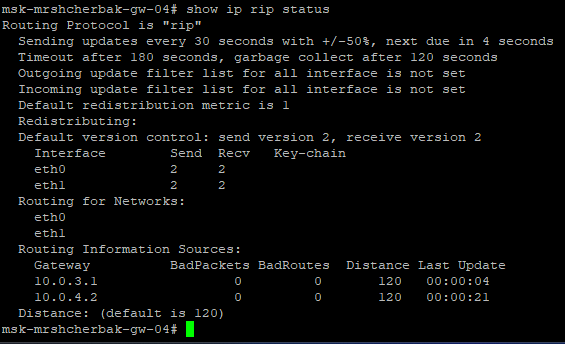 msk-mrshcherbak-gw-04# show ip rip status
Routing Protocol is "rip"
  Sending updates every 30 seconds with +/-50%, next due in 4 seconds
  Timeout after 180 seconds, garbage collect after 120 seconds
  Outgoing update filter list for all interface is not set
  Incoming update filter list for all interface is not set
  Default redistribution metric is 1
  Redistributing:
  Default version control: send version 2, receive version 2
    Interface        Send  Recv   Key-chain
    eth0             2     2
    eth1             2     2
  Routing for Networks:
    eth0
    eth1
  Routing Information Sources:
    Gateway          BadPackets BadRoutes  Distance Last Update
    10.0.3.1                 0         0       120   00:00:04
    10.0.4.2                 0         0       120   00:00:21
  Distance: (default is 120)
msk-mrshcherbak-gw-04#